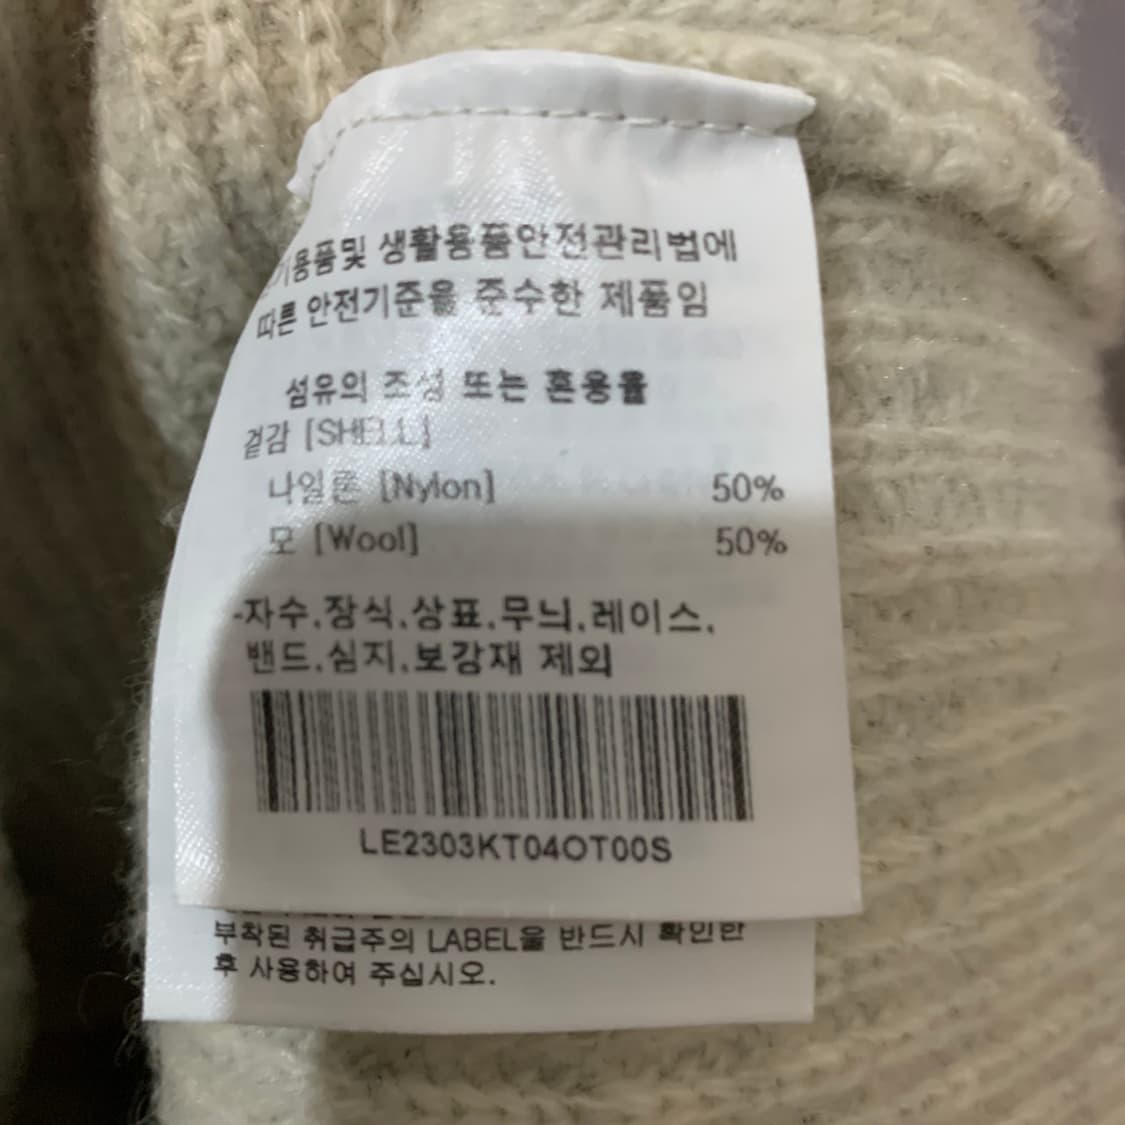 기용품및 생활용품안전관리법에
따른 안전기준을 준수한 제품임
섬유의 조성 또는 혼용율
겉감 [SHELL]
나일론 [Nylon] 50%
모 [Wool] 50%
-자수.장식.상표.무늬.레이스.
밴드.심지.보강재 제외
LE2303KT04OT00S
부착된 취급주의 LABEL을 반드시 확인한
후 사용하여 주십시오.